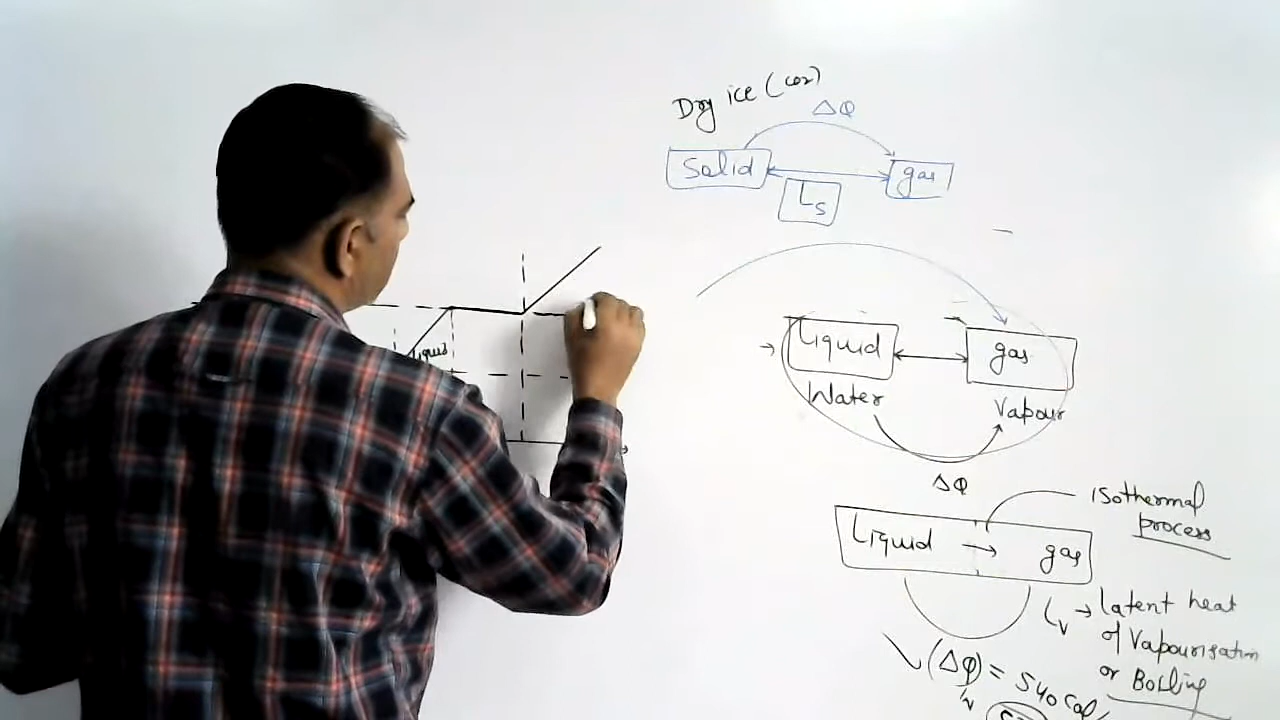 Dry ice (co2)
ΔQ
Solid
gas
Ls
Liquid
Liquid
gas
Water
Vapour
ΔQ
Isothermal
process
Liquid → gas
Lv → Latent heat
of Vapourisation
or Boiling
(ΔQ) = 540 cal/